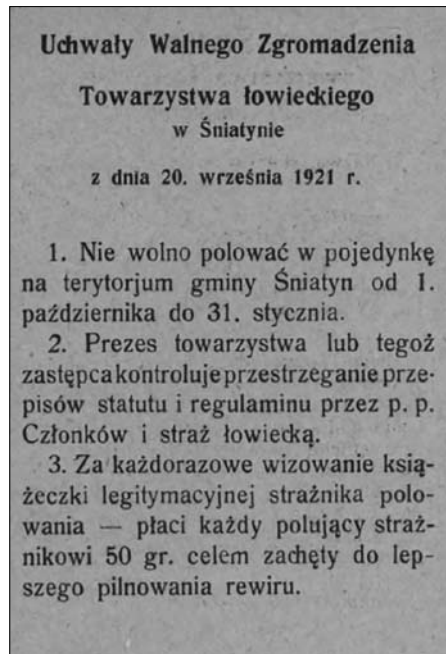 Uchwały Walnego Zgromadzenia
Towarzystwa łowieckiego
w Śniatynie
z dnia 20. września 1921 r.
1. Nie wolno polować w pojedynkę
na terytorjum gminy Śniatyn od 1.
października do 31. stycznia.
2. Prezes towarzystwa lub tegoż
zastępca kontroluje przestrzeganie prze-
pisów statutu i regulaminu przez p. p.
Członków i straż łowiecką.
3. Za każdorazowe wizowanie ksią-
żeczki legitymacyjnej strażnika polo-
wania — płaci każdy polujący straż-
nikowi 50 gr. celem zachęty do lep-
szego pilnowania rewiru.